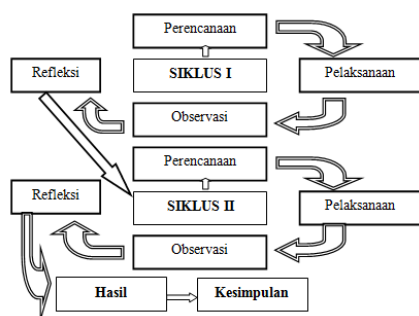 Perencanaan
Refleksi
SIKLUS I
Pelaksanaan
Observasi
Perencanaan
Refleksi
SIKLUS II
Pelaksanaan
Observasi
Hasil
Kesimpulan